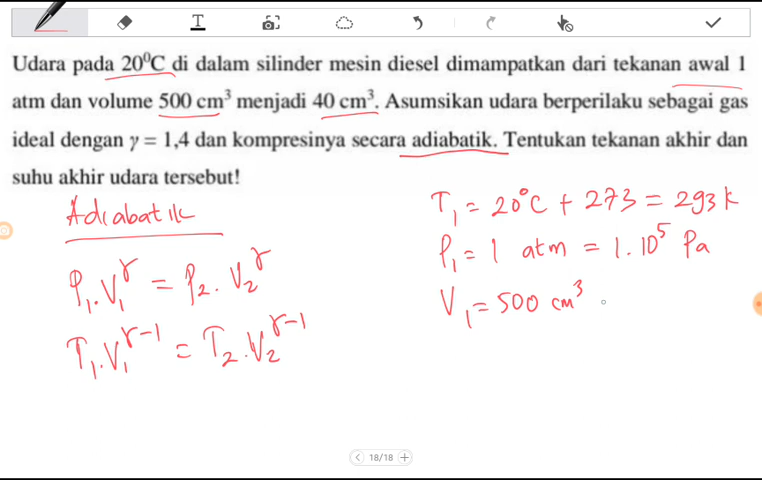 Udara pada 20⁰C di dalam silinder mesin diesel dimampatkan dari tekanan awal 1
atm dan volume 500 cm³ menjadi 40 cm³. Asumsikan udara berperilaku sebagai gas
ideal dengan γ = 1,4 dan kompresinya secara adiabatik. Tentukan tekanan akhir dan
suhu akhir udara tersebut!
Adiabatik
P₁.V₁^γ = P₂.V₂^γ
T₁.V₁^γ-1 = T₂.V₂^γ-1
T₁ = 20°C + 273 = 293 K
P₁ = 1 atm = 1.10⁵ Pa
V₁ = 500 cm³
18/18